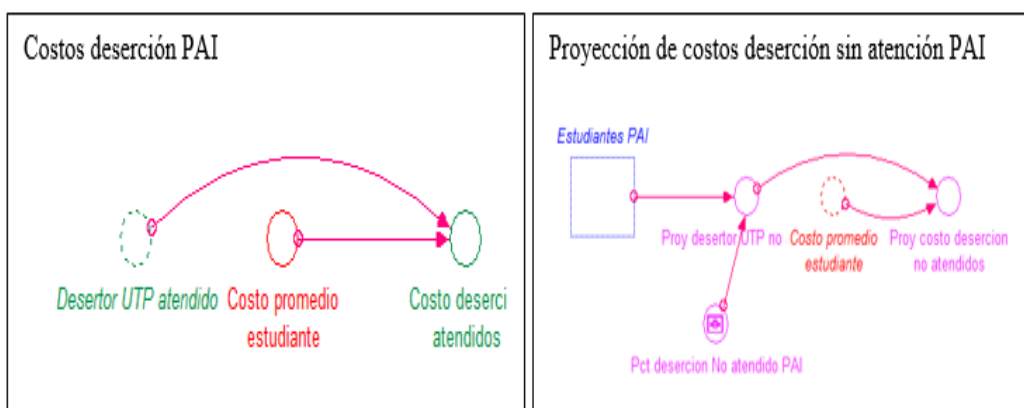 Costos deserción PAI
Desertor UTP atendido
Costo promedio
estudiante
Costo deserci
atendidos
Proyección de costos deserción sin atención PAI
Estudiantes PAI
Proy desertor UTP no
Costo promedio
estudiante
Proy costo desercion
no atendidos
Pct desercion No atendido PAI